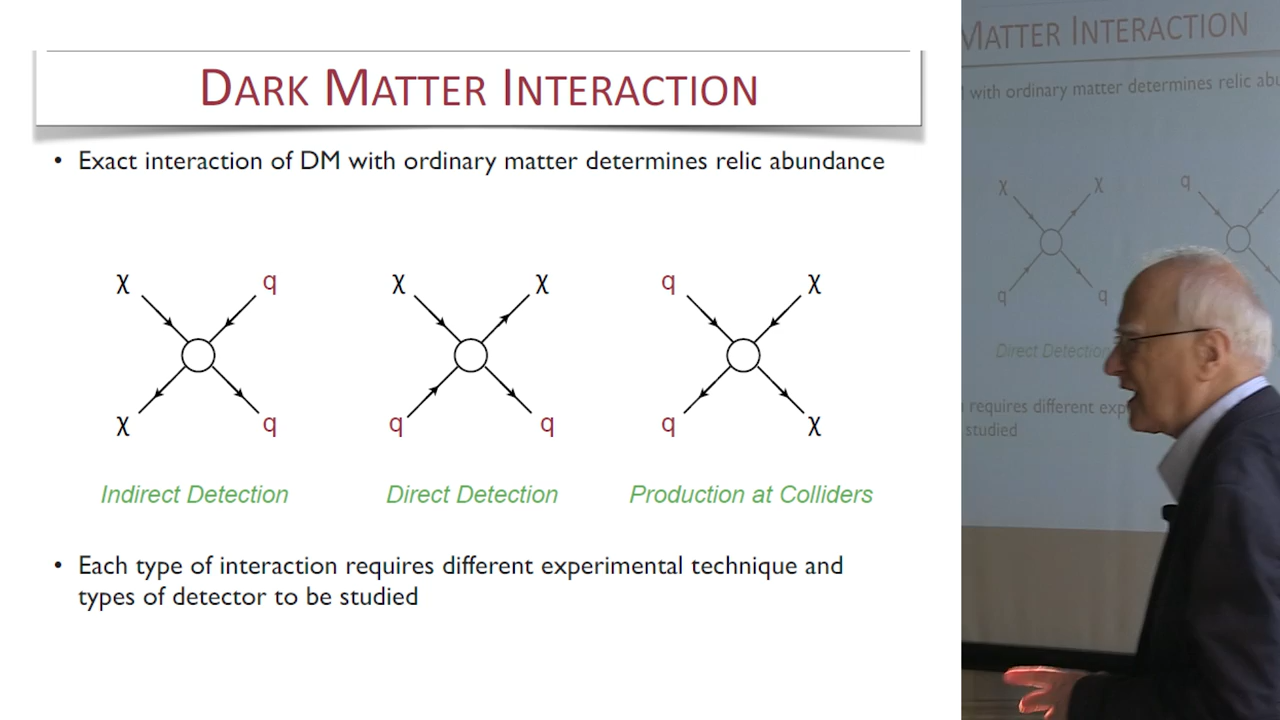 DARK MATTER INTERACTION
• Exact interaction of DM with ordinary matter determines relic abundance
χ q χ χ q χ
χ q q q q χ
Indirect Detection Direct Detection Production at Colliders
• Each type of interaction requires different experimental technique and
types of detector to be studied
MATTER INTERACTION
with ordinary matter determines relic abu
χ χ q
q q
Direct Detection
requires different exp
studied